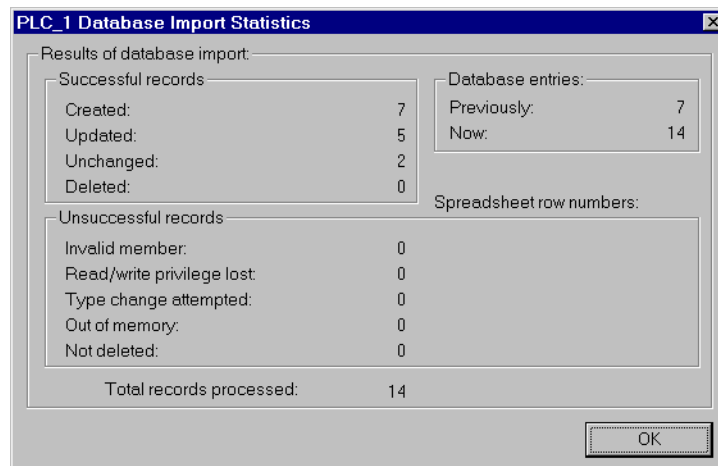 PLC_1 Database Import Statistics
Results of database import:
Successful records
Created: 7
Updated: 5
Unchanged: 2
Deleted: 0
Database entries:
Previously: 7
Now: 14
Spreadsheet row numbers:
Unsuccessful records
Invalid member: 0
Read/write privilege lost: 0
Type change attempted: 0
Out of memory: 0
Not deleted: 0
Total records processed: 14
OK